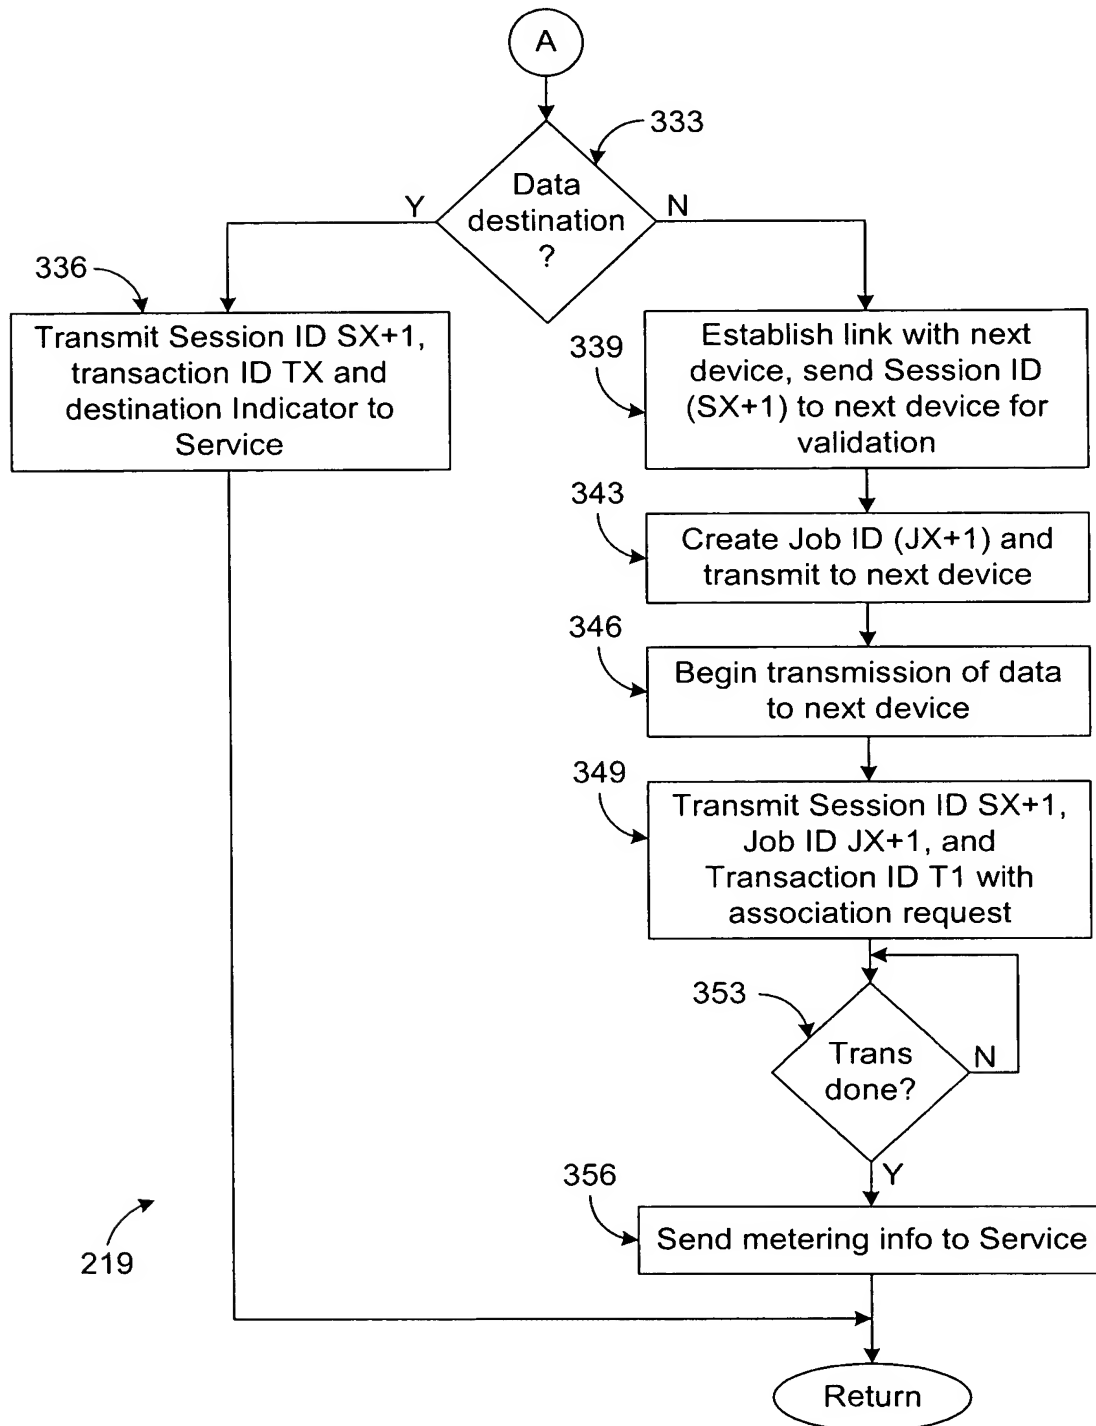 A
333
Data
destination
?
Y
N
336
Transmit Session ID SX+1,
transaction ID TX and
destination Indicator to
Service
339
Establish link with next
device, send Session ID
(SX+1) to next device for
validation
343
Create Job ID (JX+1) and
transmit to next device
346
Begin transmission of data
to next device
349
Transmit Session ID SX+1,
Job ID JX+1, and
Transaction ID T1 with
association request
353
Trans
done?
N
Y
356
Send metering info to Service
219
Return